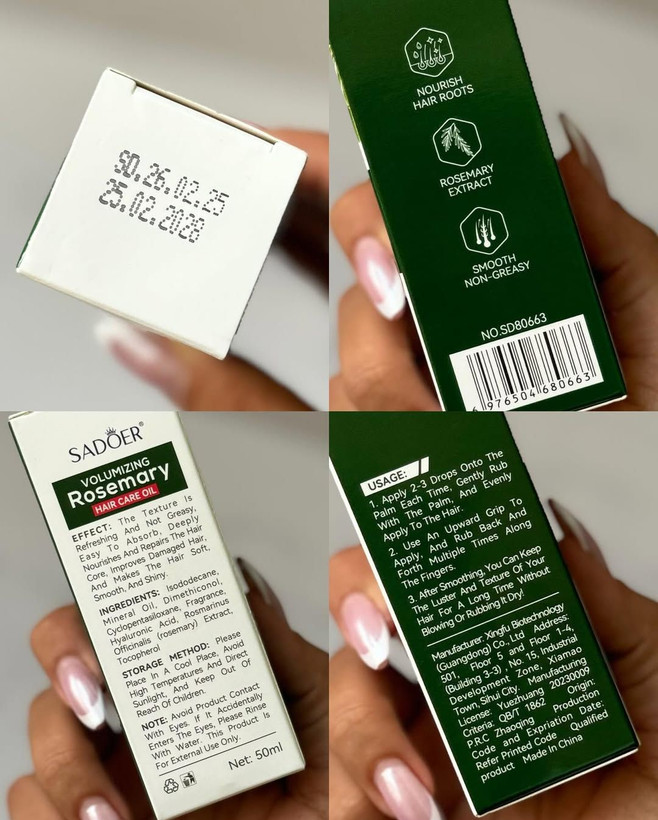 SD.26.02.25
25.02.2028
NOURISH
HAIR ROOTS
ROSEMARY
EXTRACT
SMOOTH
NON-GREASY
NO.SD80663
6 976504 680663
SADOER®
VOLUMIZING
Rosemary
HAIR CARE OIL
EFFECT: The Texture Is
Refreshing And Not Greasy,
Easy To Absorb, Deeply
Nourishes And Repairs The Hair
Core, Improves Damaged Hair,
And Makes The Hair Soft,
Smooth, And Shiny.
INGREDIENTS: Isododecane,
Mineral Oil, Dimethiconol,
Cyclopentasiloxane, Fragrance,
Hyaluronic Acid, Rosmarinus
Officinalis (rosemary) Extract,
Tocopherol
STORAGE METHOD: Please
Place In A Cool Place, Avoid
High Temperatures And Direct
Sunlight, And Keep Out Of
Reach Of Children.
NOTE: Avoid Product Contact
With Eyes. If It Accidentally
Enters The Eyes, Please Rinse
With Water. This Product Is
For External Use Only.
Net: 50ml
USAGE:
1. Apply 2-3 Drops Onto The
Palm Each Time, Gently Rub
With The Palm, And Evenly
Apply To The Hair.
2. Use An Upward Grip To
Apply, And Rub Back And
Forth Multiple Times Along
The Fingers.
3. After Smoothing, You Can Keep
The Luster And Texture Of Your
Hair For A Long Time Without
Blowing Or Rubbing It Dry!
Manufacturer: Xingfu Biotechnology
(Guangdong) Co., Ltd Address:
501, Floor 5 and Floor 1-4,
(Building 3-3), No. 15, Industrial
Development Zone, Xiamao
Town, Sihui City, Manufacturing
License: Yuezhuang 20230009
Criteria: QB/T 1862 Origin:
P.R.C Zhaoqing Production
Code and Expriation Date:
Refer Printed Code Qualified
product Made In China